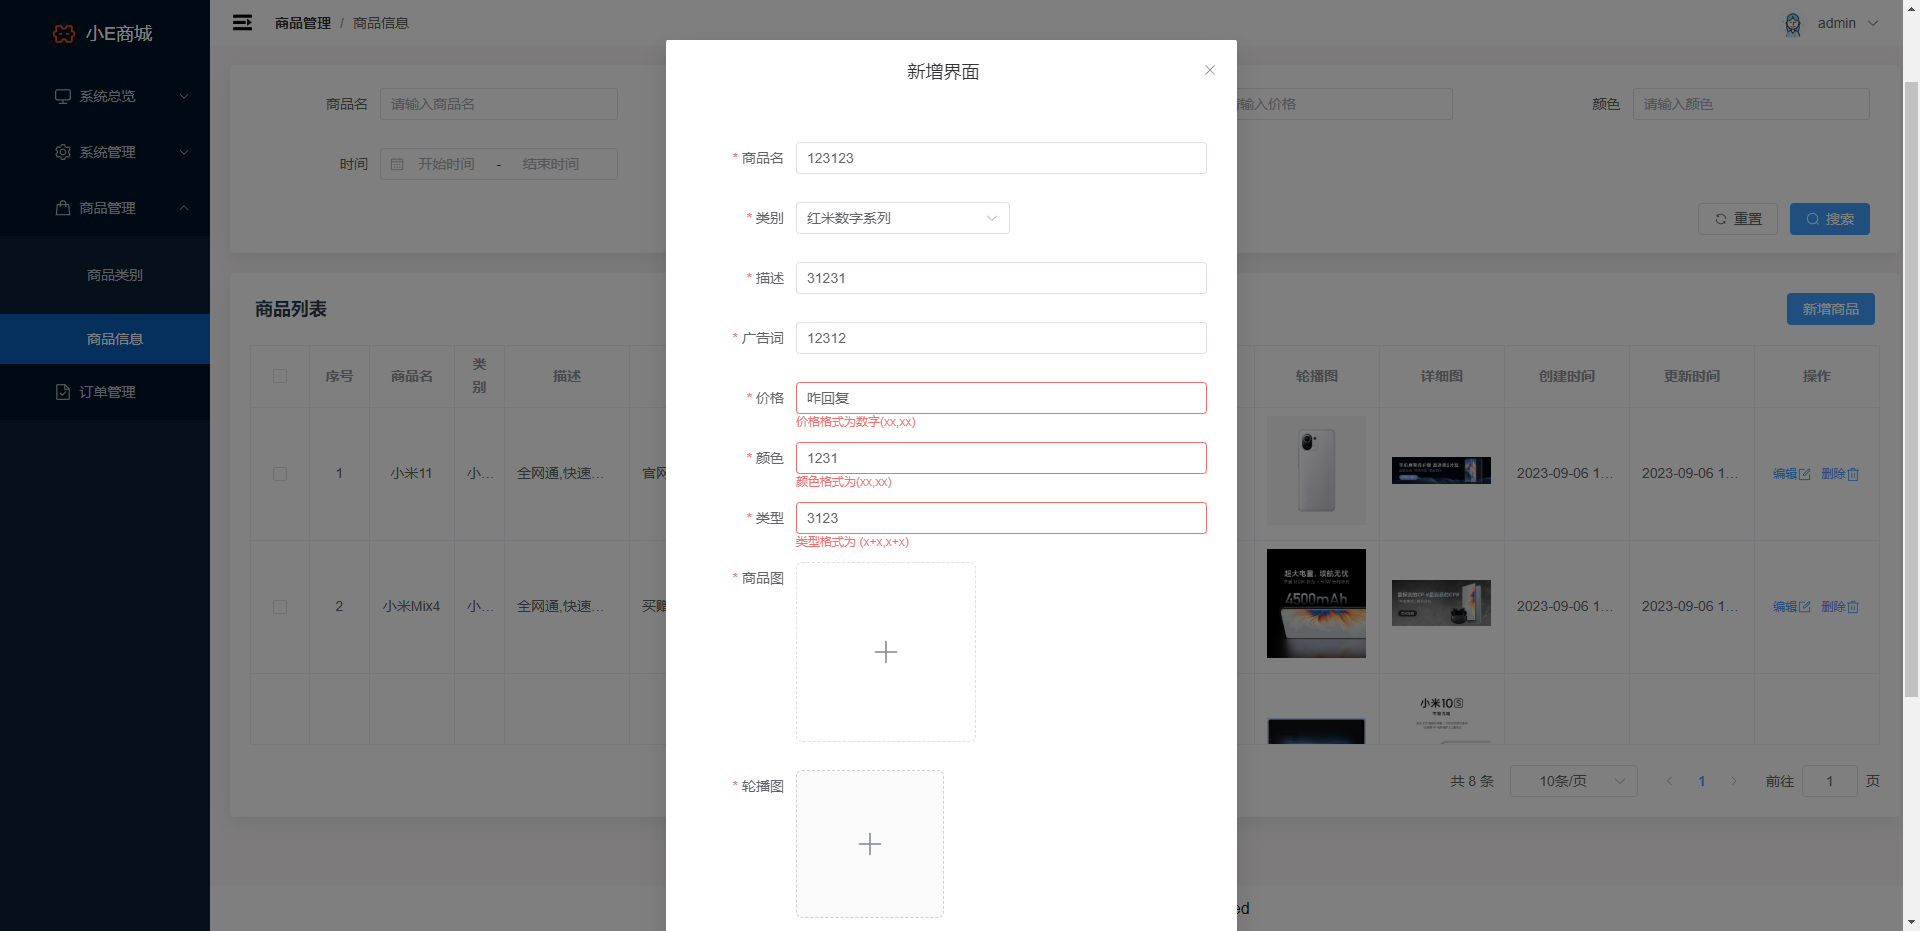 小E商城
商品管理 / 商品信息
admin
系统总览
系统管理
商品管理
商品类别
商品信息
订单管理
商品名 请输入商品名
输入价格
颜色 请输入颜色
时间 开始时间 - 结束时间
重置
搜索
商品列表
新增商品
序号 商品名 类别 描述 轮播图 详细图 创建时间 更新时间 操作
1 小米11 小... 全网通,快速... 官网 2023-09-06 1... 2023-09-06 1... 编辑 删除
2 小米Mix4 小... 全网通,快速... 买赠 2023-09-06 1... 2023-09-06 1... 编辑 删除
超大电量, 续航无忧
4500mAh
小米10S
共 8 条 10条/页 1 前往 1 页
ed
新增界面
* 商品名 123123
* 类别 红米数字系列
* 描述 31231
* 广告词 12312
* 价格 咋回复
价格格式为数字(xx,xx)
* 颜色 1231
颜色格式为(xx,xx)
* 类型 3123
类型格式为 (x+x,x+x)
* 商品图
* 轮播图